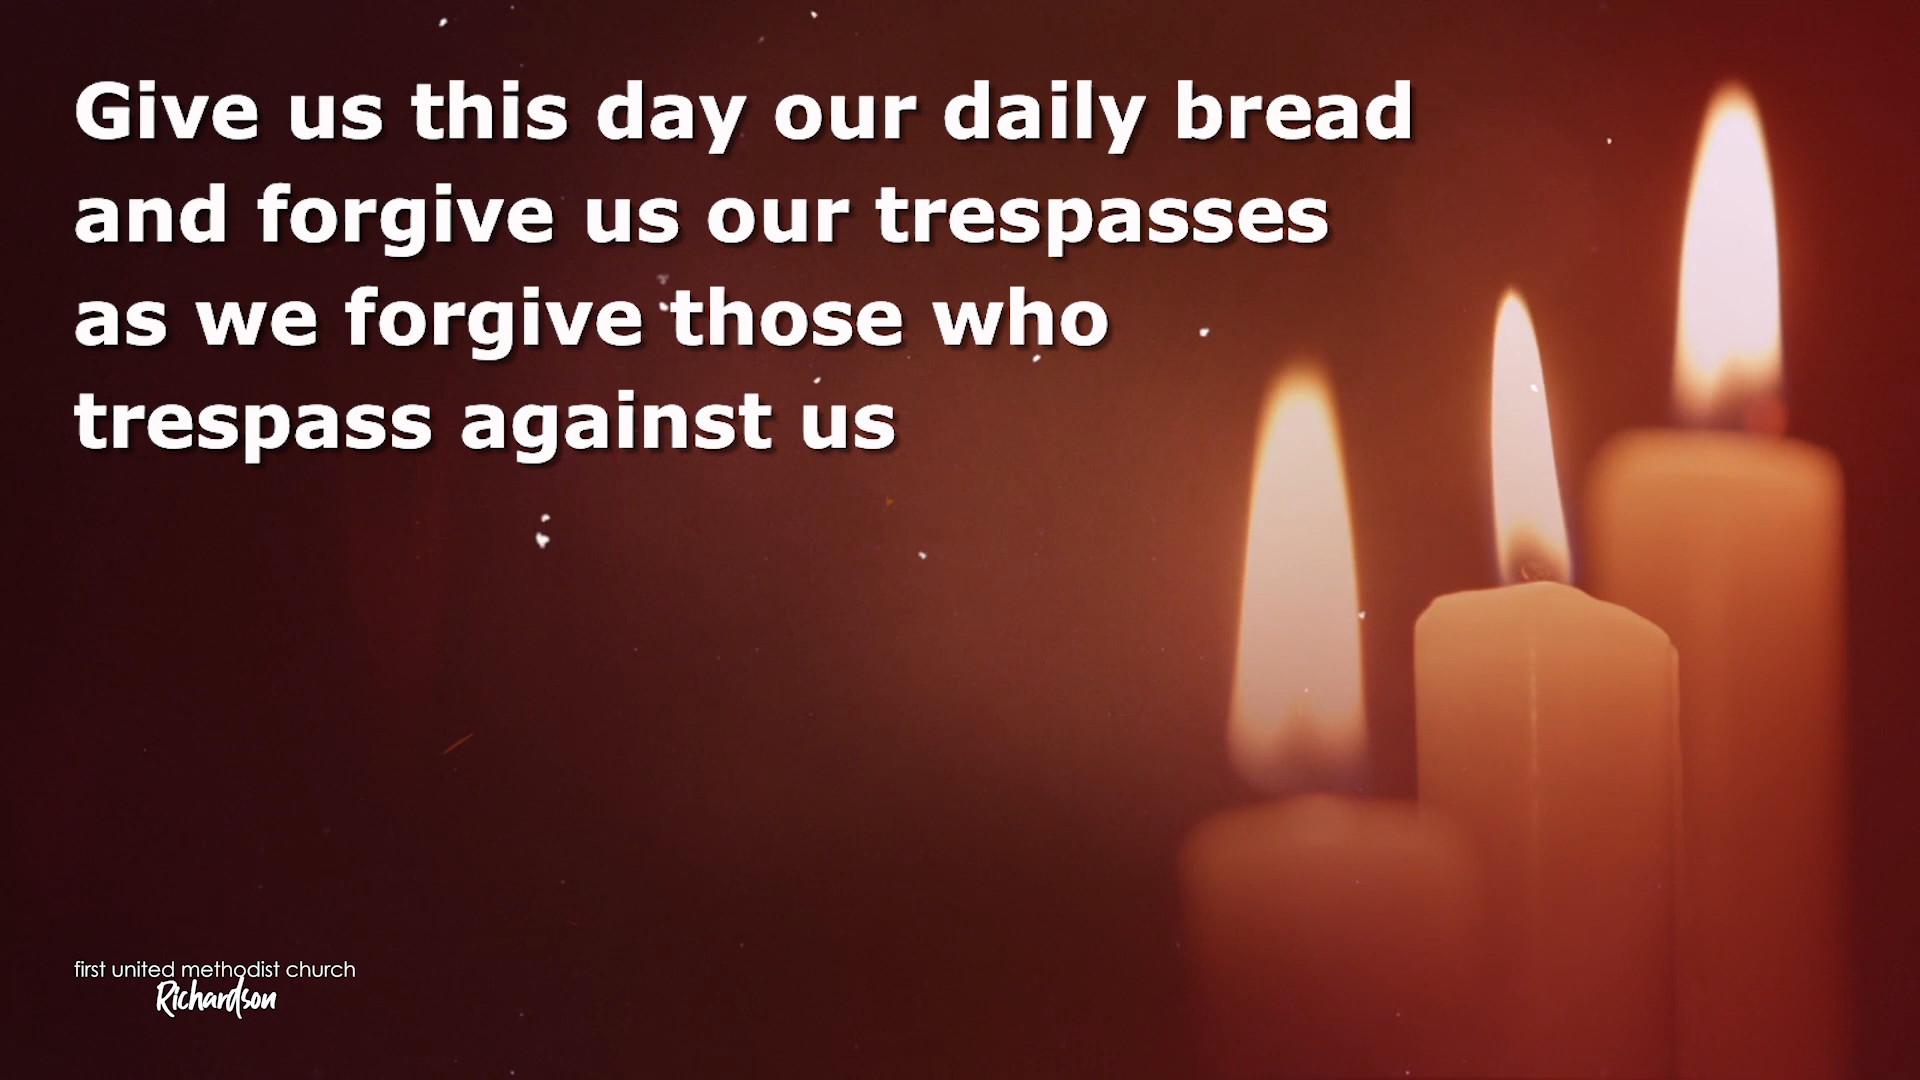 Give us this day our daily bread
and forgive us our trespasses
as we forgive those who
trespass against us
first united methodist church
Richardson